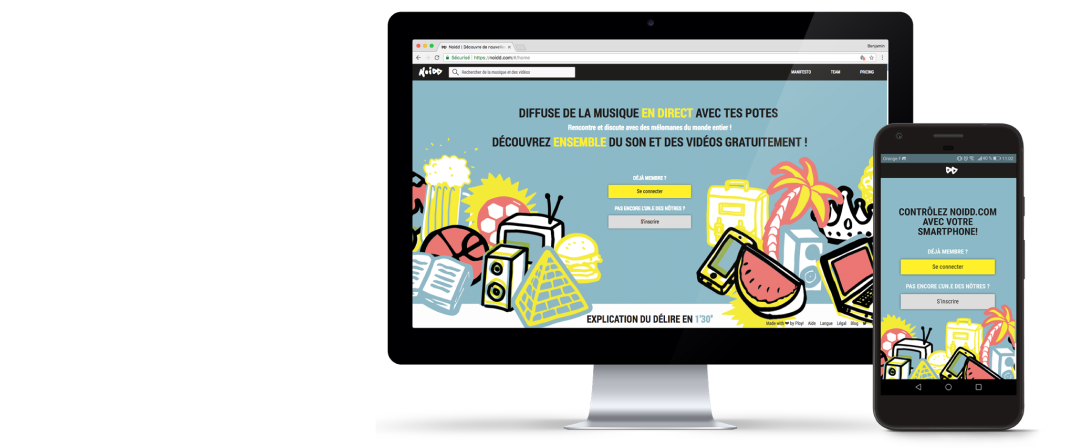 Noidd | Découvre de nouvelle
Benjamin
Sécurisé
https://noidd.com/#/home
Noidd
Rechercher de la musique et des vidéos
MANIFESTO
TEAM
PRICING
DIFFUSE DE LA MUSIQUE EN DIRECT AVEC TES POTES
Rencontre et discute avec des mélomanes du monde entier !
DÉCOUVREZ ENSEMBLE DU SON ET DES VIDÉOS GRATUITEMENT !
DÉJÀ MEMBRE ?
Se connecter
PAS ENCORE L'UN.E DES NÔTRES ?
S'inscrire
EXPLICATION DU DÉLIRE EN 1'30"
Made with ❤ by Play! Aide Langue Légal Blog
Orange F
11:00
CONTRÔLEZ NOIDD.COM
AVEC VOTRE
SMARTPHONE!
DÉJÀ MEMBRE ?
Se connecter
PAS ENCORE L'UN.E DES NÔTRES ?
S'inscrire